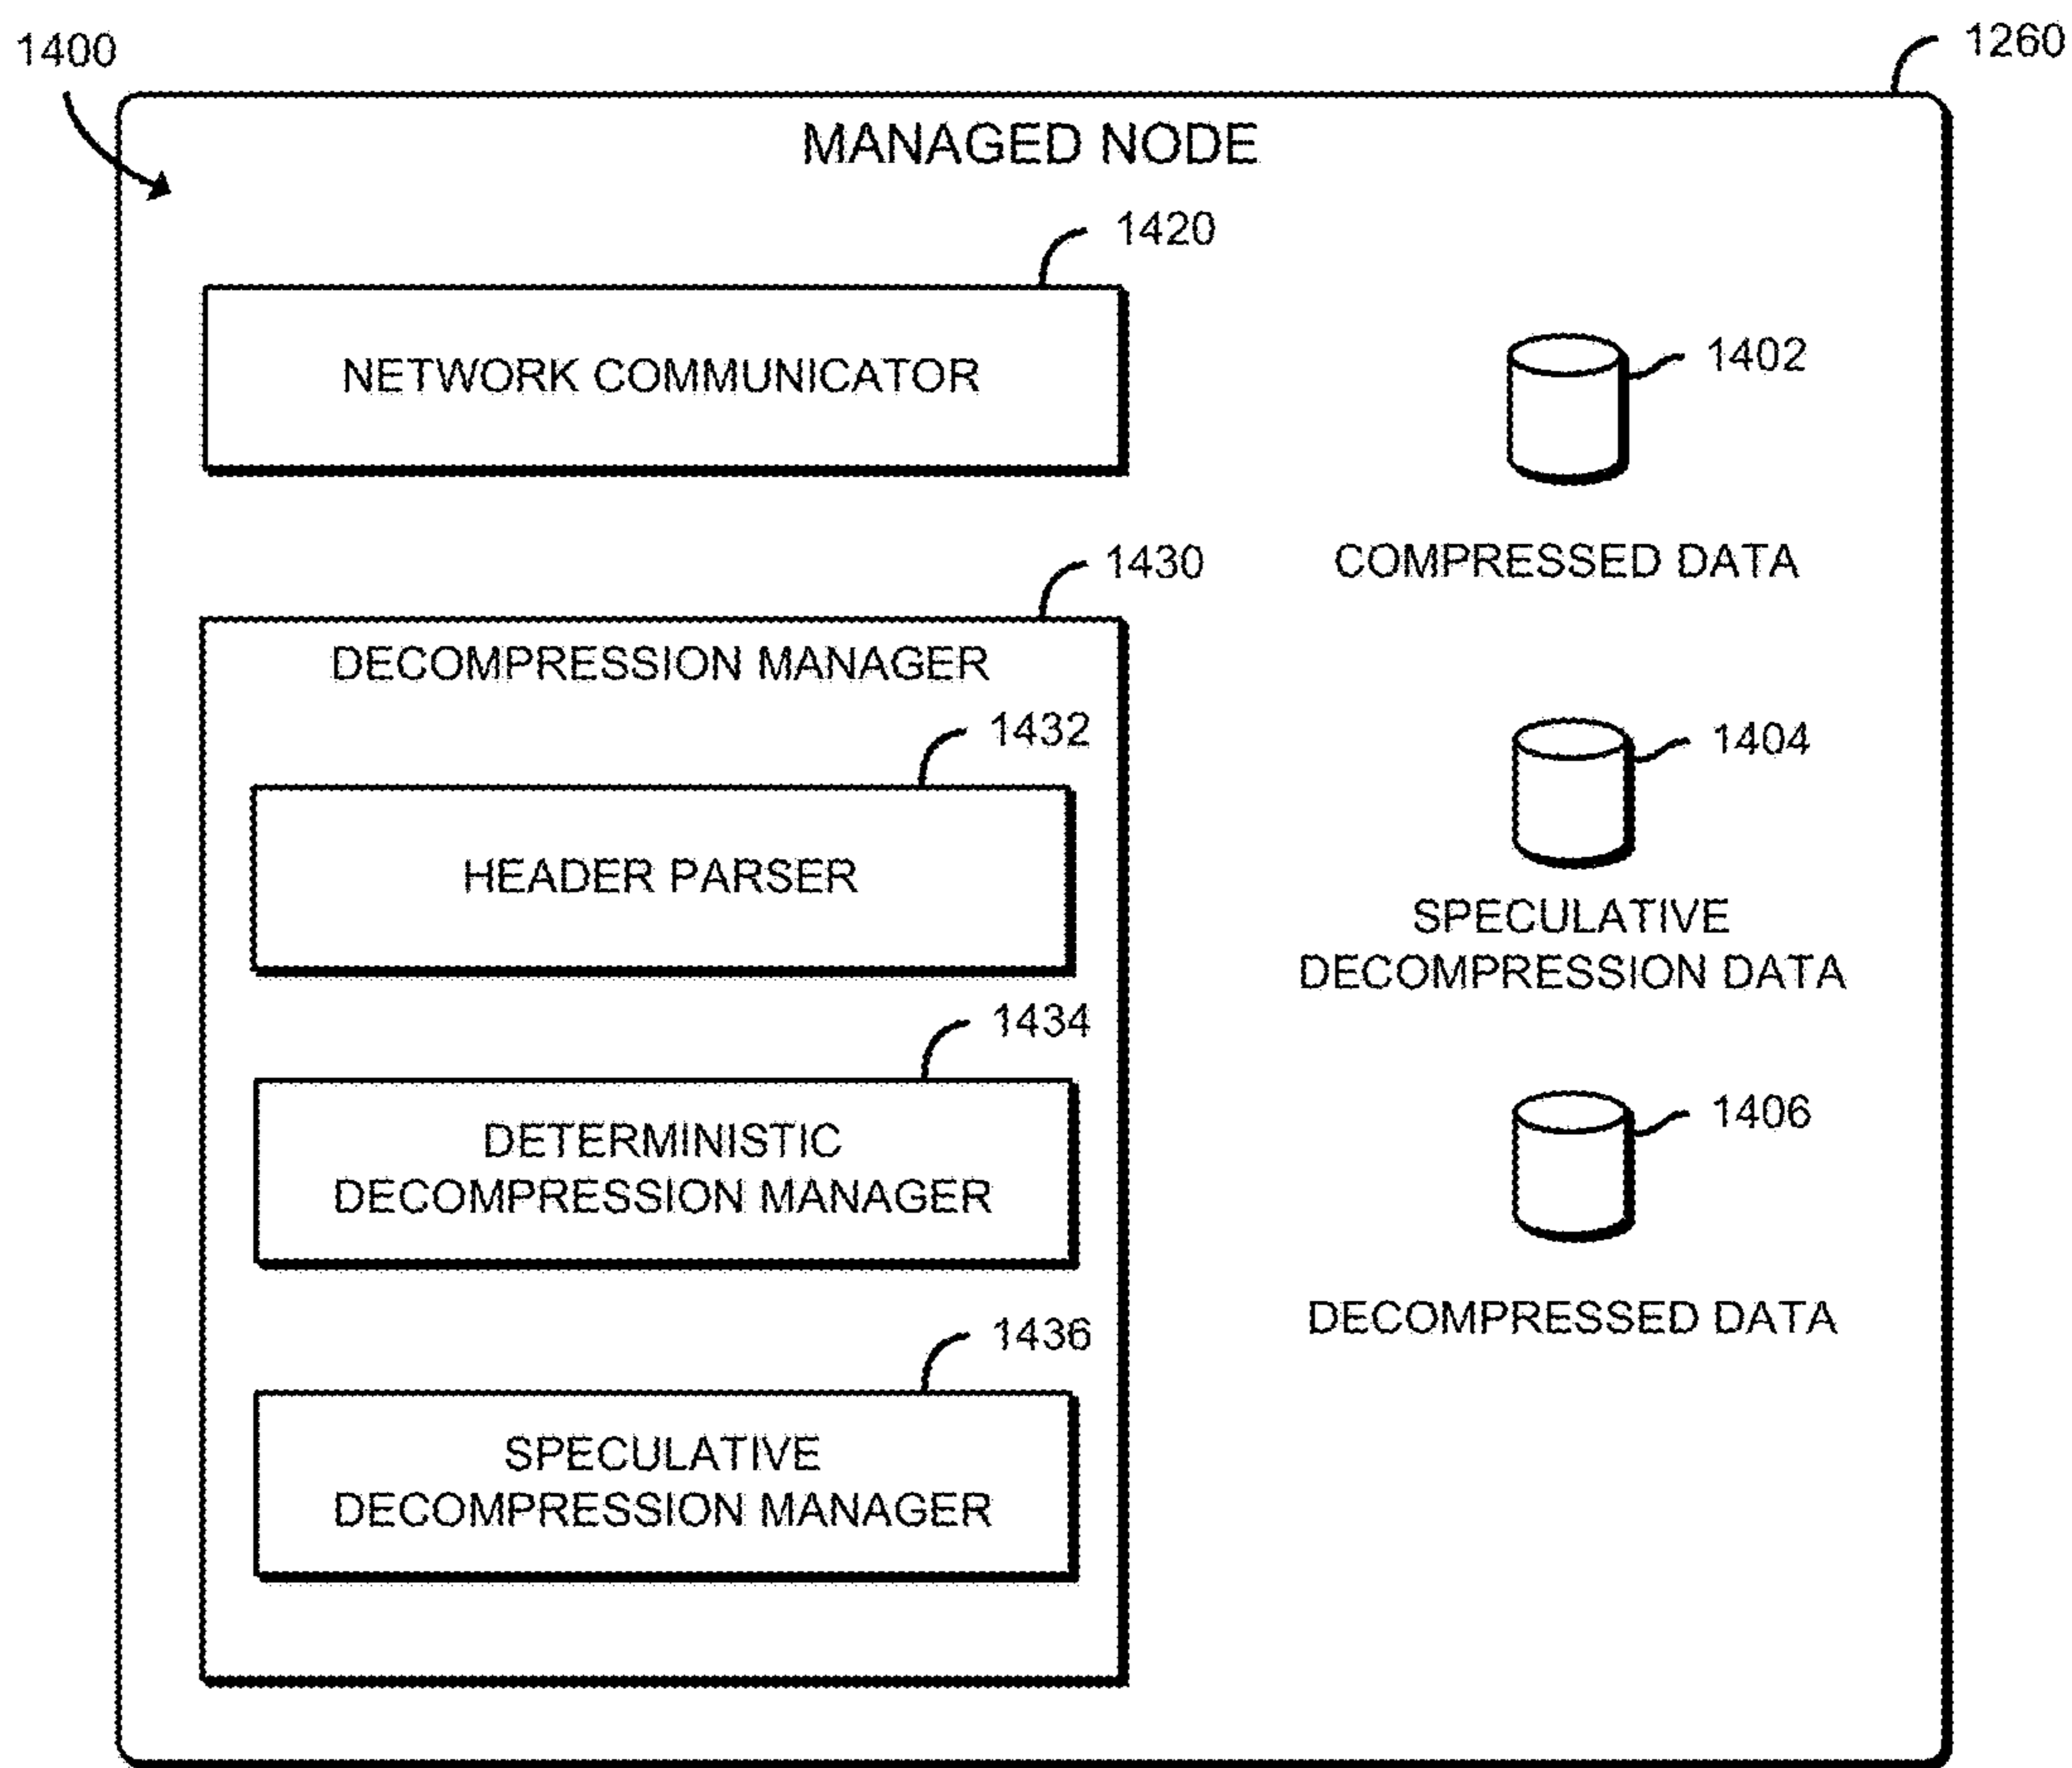 1400
1260
MANAGED NODE
1420
NETWORK COMMUNICATOR
1402
COMPRESSED DATA
1430
DECOMPRESSION MANAGER
1432
HEADER PARSER
1404
SPECULATIVE
DECOMPRESSION DATA
1434
DETERMINISTIC
DECOMPRESSION MANAGER
1406
DECOMPRESSED DATA
1436
SPECULATIVE
DECOMPRESSION MANAGER